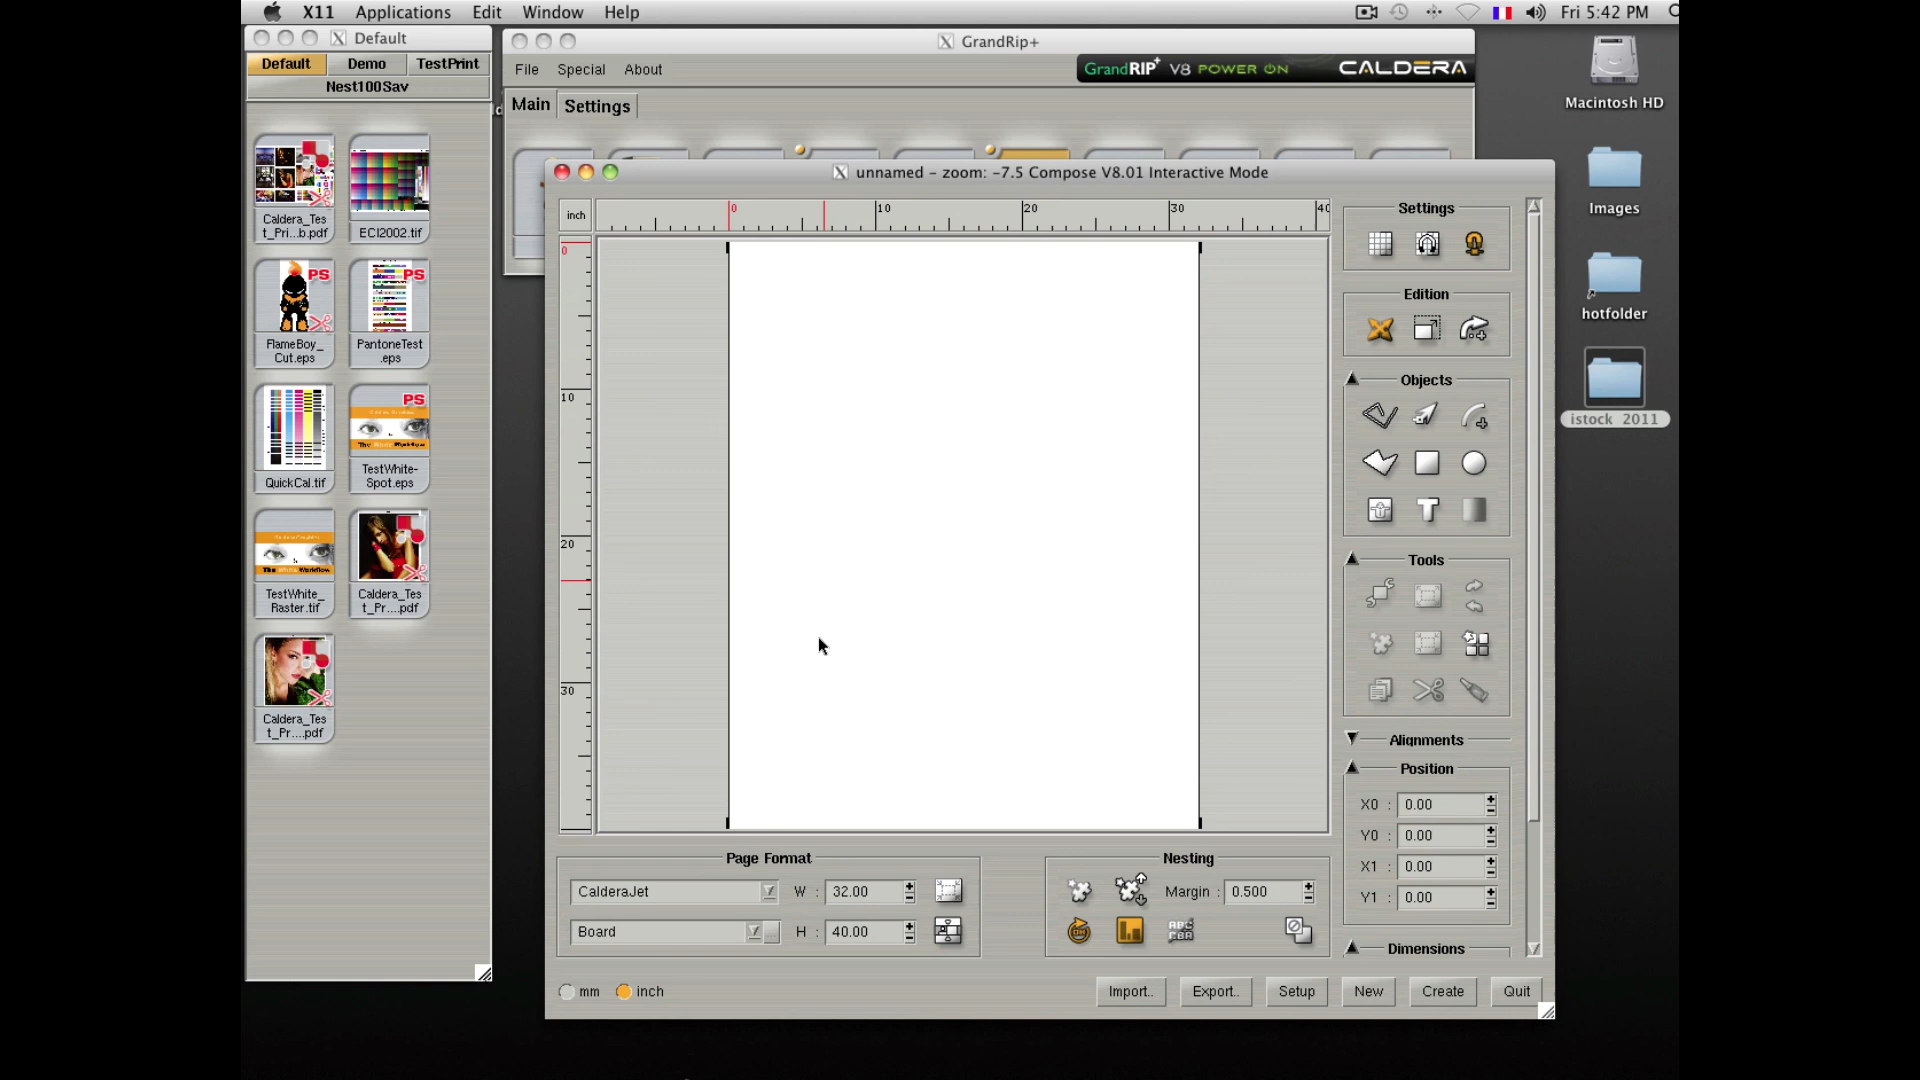 X11 Applications Edit Window Help
Fri 5:42 PM
Default
Default Demo TestPrint
Nest100Sav
Caldera_Tes
t_Pri...b.pdf
ECI2002.tif
PS
PS
FlameBoy_
Cut.eps
PantoneTest
.eps
PS
QuickCal.tif
TestWhite-
Spot.eps
TestWhite_
Raster.tif
Caldera_Tes
t_Pr....pdf
Caldera_Tes
t_Pr....pdf
GrandRip+
File Special About
GrandRIP+ V8 POWER ON CALDERA
Main Settings
unnamed - zoom: -7.5 Compose V8.01 Interactive Mode
inch
0 10 20 30 40
0
10
20
30
Settings
Edition
Objects
T
Tools
Alignments
Position
X0 : 0.00
Y0 : 0.00
X1 : 0.00
Y1 : 0.00
Dimensions
Page Format
CalderaJet W : 32.00
Board H : 40.00
Nesting
Margin : 0.500
mm inch
Import.. Export.. Setup New Create Quit
Macintosh HD
Images
hotfolder
istock 2011